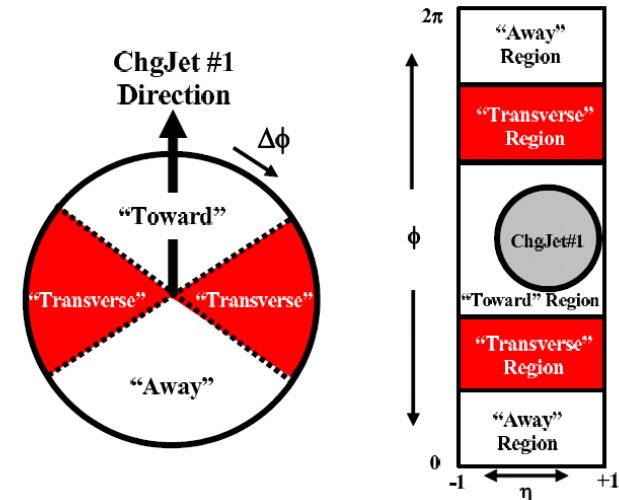 ChgJet #1
Direction
Δϕ
“Toward”
“Transverse”
“Transverse”
“Away”
2π
“Away”
Region
“Transverse”
Region
ϕ
ChgJet#1
“Toward” Region
“Transverse”
Region
“Away”
Region
0
-1
η
+1